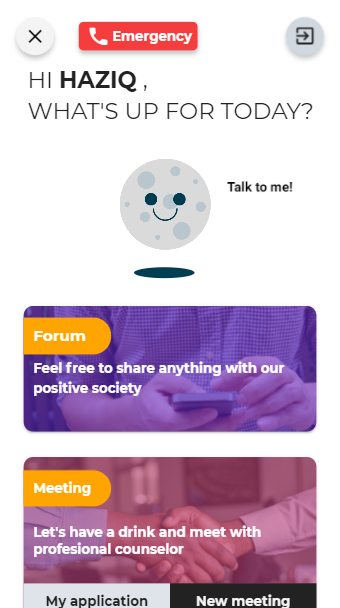 Emergency
HI HAZIQ ,
WHAT'S UP FOR TODAY?
Talk to me!
Forum
Feel free to share anything with our
positive society
Meeting
Let's have a drink and meet with
profesional counselor
My application
New meeting